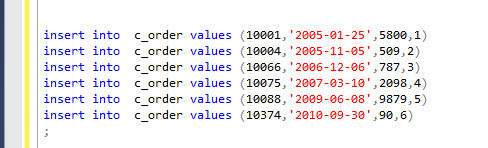 insert into  c_order values (10001,'2005-01-25',5800,1)
insert into  c_order values (10004,'2005-11-05',509,2)
insert into  c_order values (10066,'2006-12-06',787,3)
insert into  c_order values (10075,'2007-03-10',2098,4)
insert into  c_order values (10088,'2009-06-08',9879,5)
insert into  c_order values (10374,'2010-09-30',90,6)
;